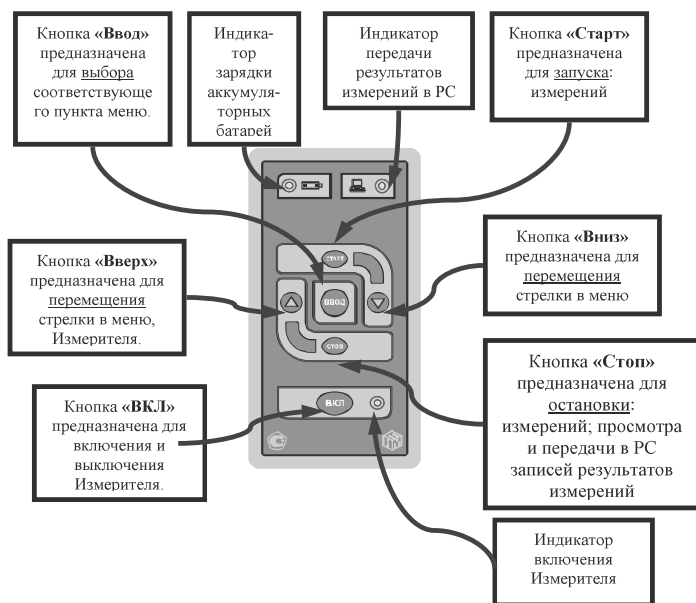 Кнопка «Ввод»
предназначена
для выбора
соответствующе
го пункта меню.
Индика-
тор
зарядки
аккумуля-
торных
батарей
Индикатор
передачи
результатов
измерений в PC
Кнопка «Старт»
предназначена
для запуска:
измерений
Кнопка «Вверх»
предназначена для
перемещения
стрелки в меню,
Измерителя.
СТАРТ
ВВОД
СТОП
ВКЛ
Кнопка «Вниз»
предназначена для
перемещения
стрелки в меню
Кнопка «ВКЛ»
предназначена для
включения и
выключения
Измерителя.
Кнопка «Стоп»
предназначена для
остановки:
измерений; просмотра
и передачи в PC
записей результатов
измерений
Индикатор
включения
Измерителя